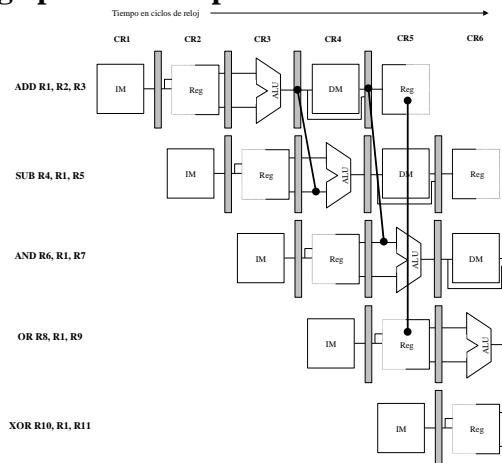 Tiempo en ciclos de reloj
CR1 CR2 CR3 CR4 CR5 CR6
ADD R1, R2, R3
IM Reg ALU DM Reg
SUB R4, R1, R5
IM Reg ALU DM Reg
AND R6, R1, R7
IM Reg ALU DM
OR R8, R1, R9
IM Reg ALU
XOR R10, R1, R11
IM Reg